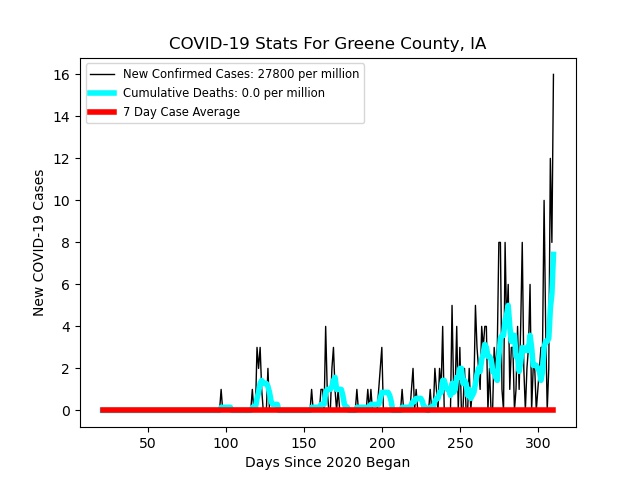 COVID-19 Stats For Greene County, IA
New Confirmed Cases: 27800 per million
Cumulative Deaths: 0.0 per million
7 Day Case Average
New COVID-19 Cases
16
14
12
10
8
6
4
2
0
50 100 150 200 250 300
Days Since 2020 Began